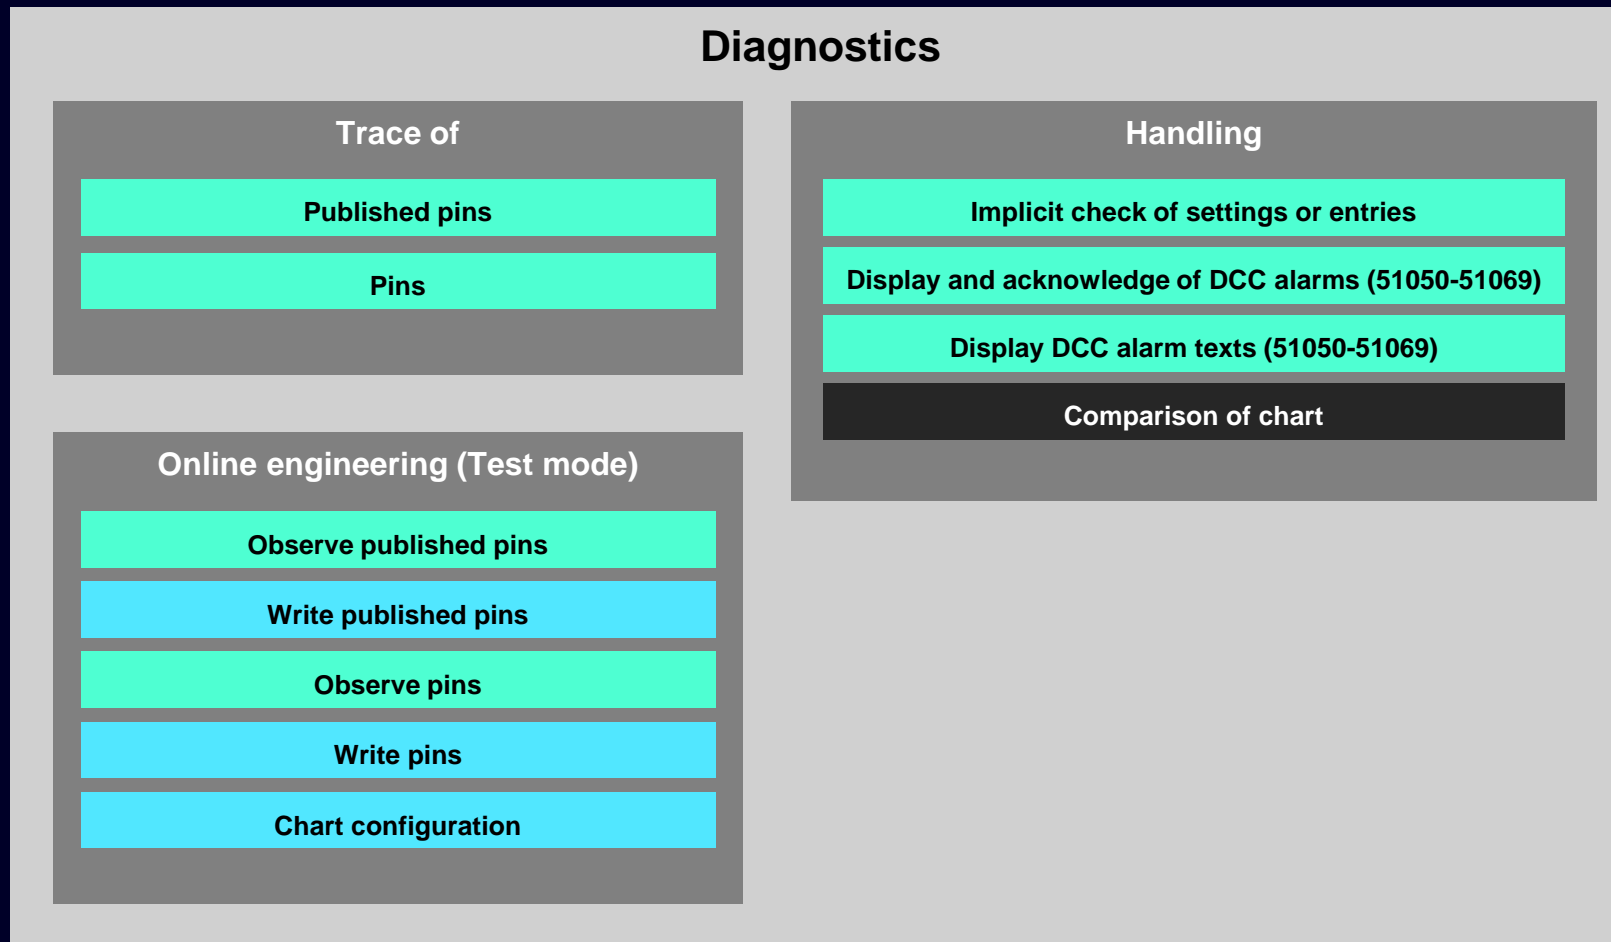 Diagnostics
Trace of
Published pins
Pins
Online engineering (Test mode)
Observe published pins
Write published pins
Observe pins
Write pins
Chart configuration
Handling
Implicit check of settings or entries
Display and acknowledge of DCC alarms (51050-51069)
Display DCC alarm texts (51050-51069)
Comparison of chart